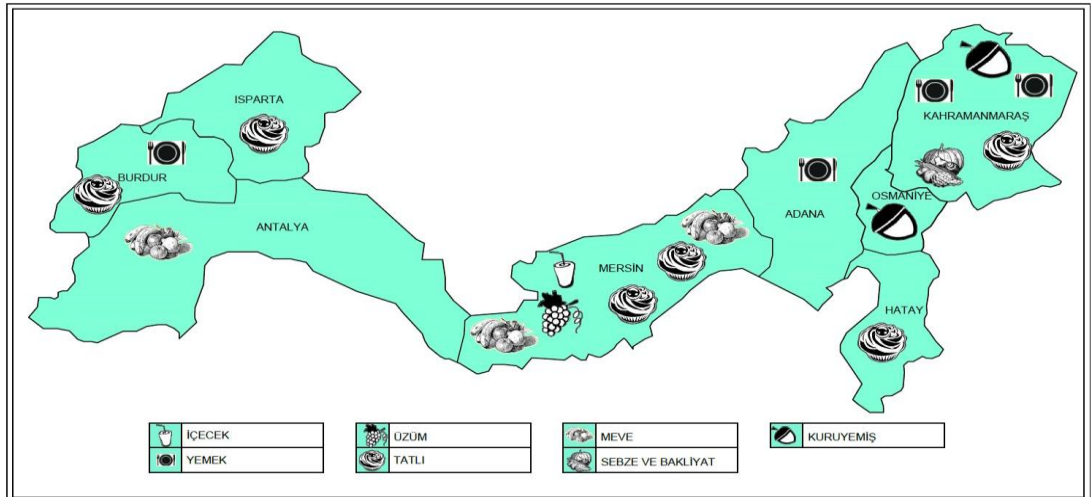 ISPARTA
KAHRAMANMARAŞ
BURDUR
OSMANİYE
ADANA
ANTALYA
MERSİN
HATAY
İÇECEK
ÜZÜM
MEVE
KURUYEMİŞ
YEMEK
TATLI
SEBZE VE BAKLİYAT